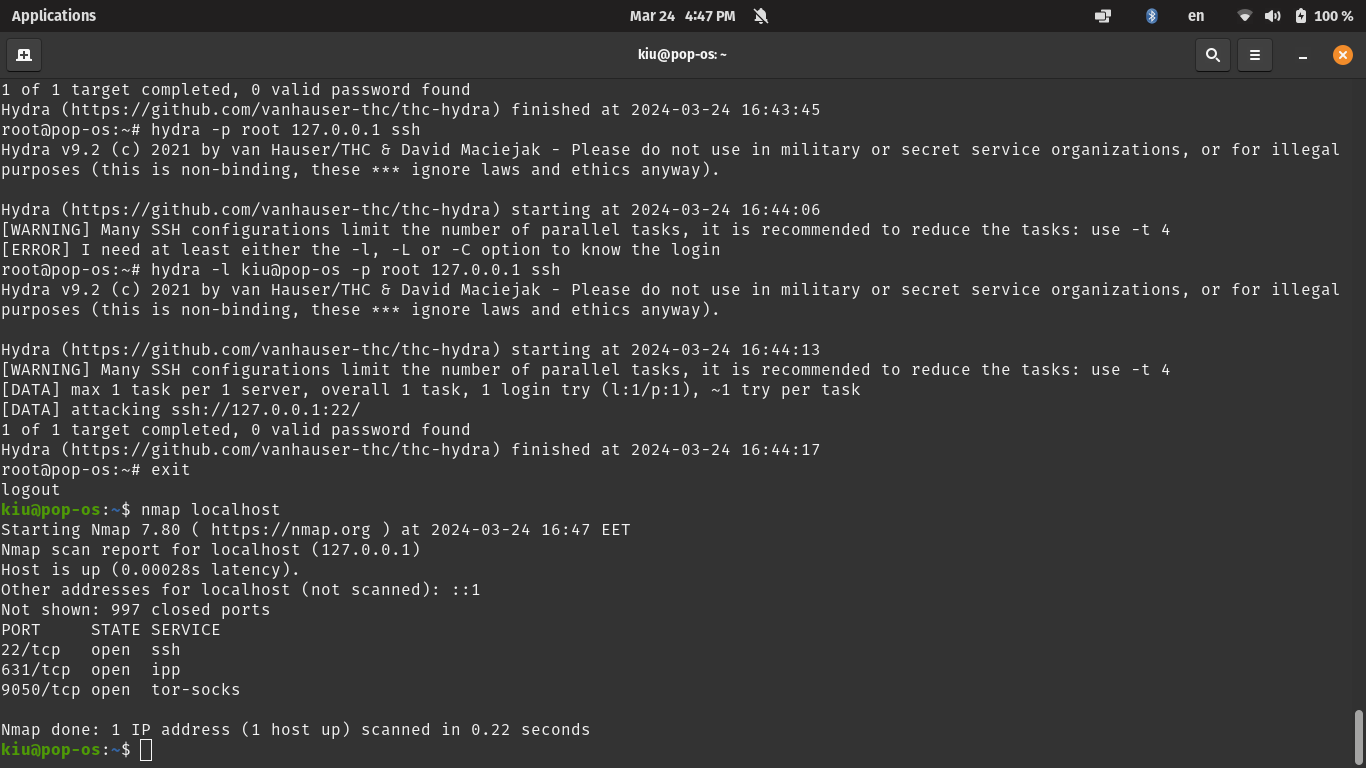 Applications
Mar 24 4:47 PM
en
100 %
kiu@pop-os: ~
1 of 1 target completed, 0 valid password found
Hydra (https://github.com/vanhauser-thc/thc-hydra) finished at 2024-03-24 16:43:45
root@pop-os:~# hydra -p root 127.0.0.1 ssh
Hydra v9.2 (c) 2021 by van Hauser/THC & David Maciejak - Please do not use in military or secret service organizations, or for illegal
purposes (this is non-binding, these *** ignore laws and ethics anyway).
Hydra (https://github.com/vanhauser-thc/thc-hydra) starting at 2024-03-24 16:44:06
[WARNING] Many SSH configurations limit the number of parallel tasks, it is recommended to reduce the tasks: use -t 4
[ERROR] I need at least either the -l, -L or -C option to know the login
root@pop-os:~# hydra -l kiu@pop-os -p root 127.0.0.1 ssh
Hydra v9.2 (c) 2021 by van Hauser/THC & David Maciejak - Please do not use in military or secret service organizations, or for illegal
purposes (this is non-binding, these *** ignore laws and ethics anyway).
Hydra (https://github.com/vanhauser-thc/thc-hydra) starting at 2024-03-24 16:44:13
[WARNING] Many SSH configurations limit the number of parallel tasks, it is recommended to reduce the tasks: use -t 4
[DATA] max 1 task per 1 server, overall 1 task, 1 login try (l:1/p:1), ~1 try per task
[DATA] attacking ssh://127.0.0.1:22/
1 of 1 target completed, 0 valid password found
Hydra (https://github.com/vanhauser-thc/thc-hydra) finished at 2024-03-24 16:44:17
root@pop-os:~# exit
logout
kiu@pop-os:~$ nmap localhost
Starting Nmap 7.80 ( https://nmap.org ) at 2024-03-24 16:47 EET
Nmap scan report for localhost (127.0.0.1)
Host is up (0.00028s latency).
Other addresses for localhost (not scanned): ::1
Not shown: 997 closed ports
PORT     STATE SERVICE
22/tcp   open  ssh
631/tcp  open  ipp
9050/tcp open  tor-socks
Nmap done: 1 IP address (1 host up) scanned in 0.22 seconds
kiu@pop-os:~$